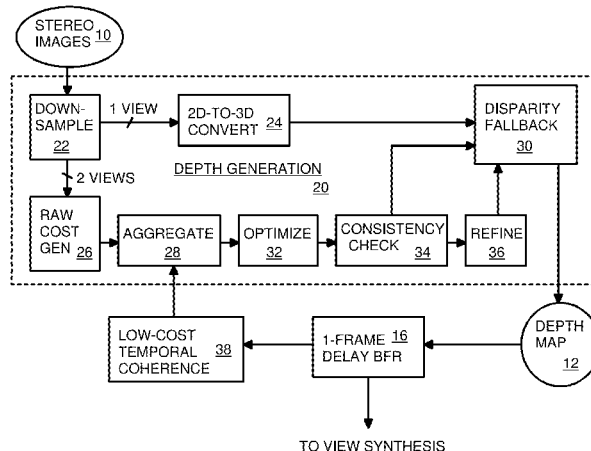 STEREO
IMAGES 10
DOWN-
SAMPLE
22
1 VIEW
2D-TO-3D
CONVERT 24
DISPARITY
FALLBACK
30
2 VIEWS
DEPTH GENERATION
20
RAW
COST
GEN 26
AGGREGATE
28
OPTIMIZE
32
CONSISTENCY
CHECK 34
REFINE
36
LOW-COST
TEMPORAL
COHERENCE 38
1-FRAME 16
DELAY BFR
DEPTH
MAP
12
TO VIEW SYNTHESIS